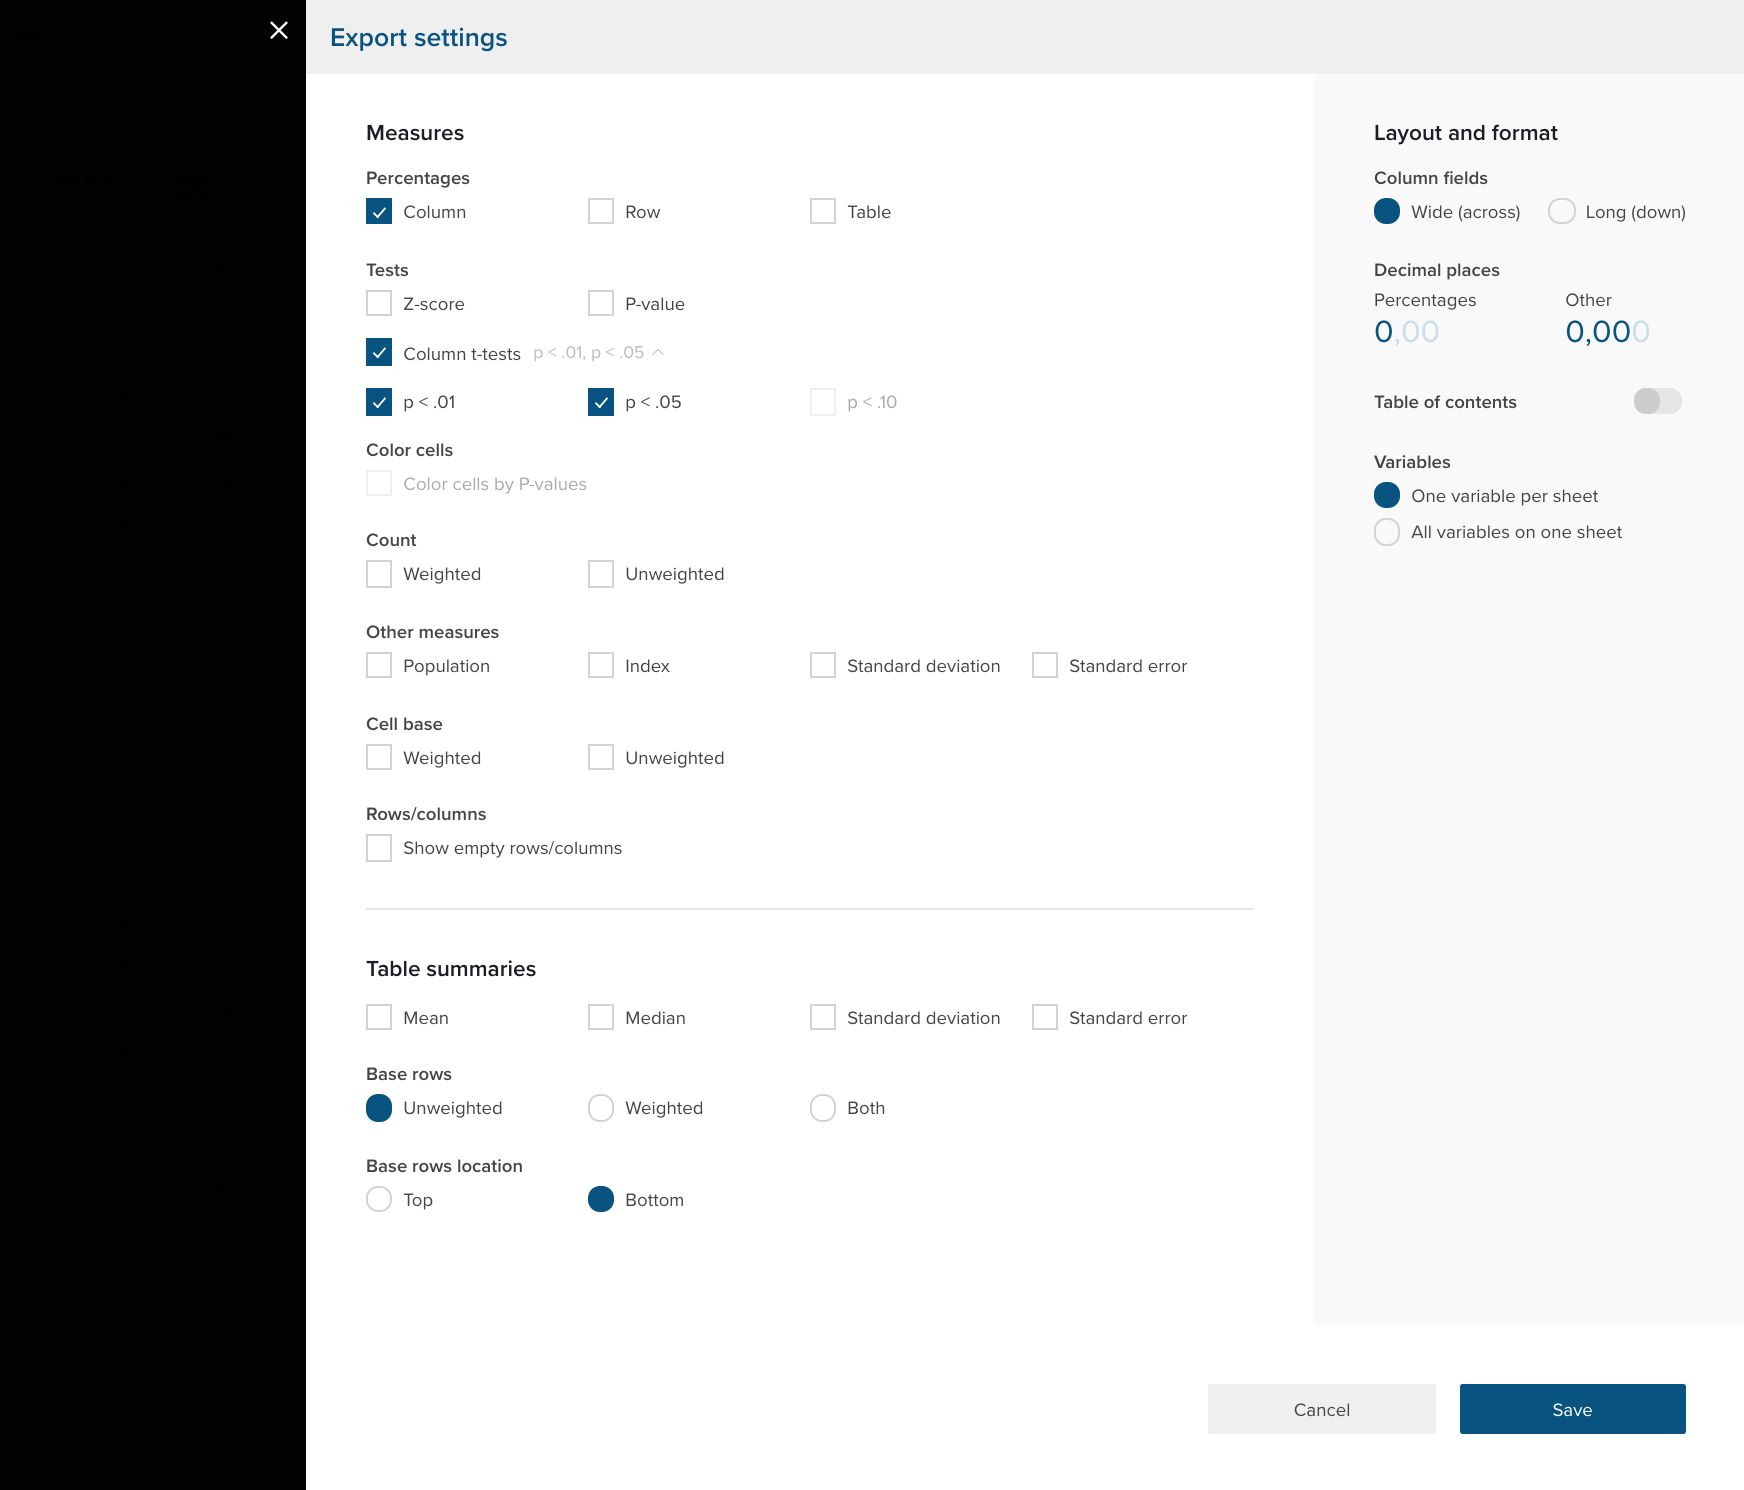 Export settings
Measures
Percentages
Column
Row
Table
Tests
Z-score
P-value
Column t-tests p < .01, p < .05
p < .01
p < .05
p < .10
Color cells
Color cells by P-values
Count
Weighted
Unweighted
Other measures
Population
Index
Standard deviation
Standard error
Cell base
Weighted
Unweighted
Rows/columns
Show empty rows/columns
Table summaries
Mean
Median
Standard deviation
Standard error
Base rows
Unweighted
Weighted
Both
Base rows location
Top
Bottom
Layout and format
Column fields
Wide (across)
Long (down)
Decimal places
Percentages
Other
0,00
0,000
Table of contents
Variables
One variable per sheet
All variables on one sheet
Cancel
Save